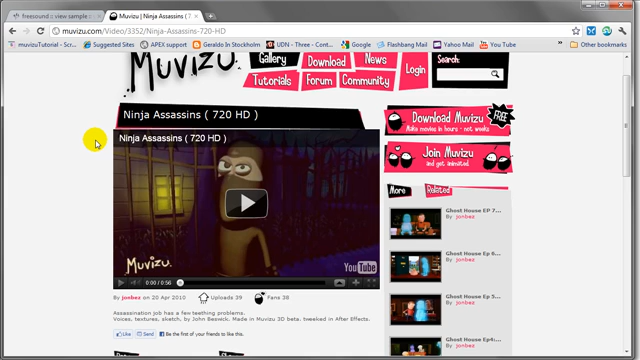 freesound :: view sample :
Muvizu | Ninja Assassins ( 7
www.muvizu.com/Video/3352/Ninja-Assassins-720-HD
muvizuTutorial - Scr...
Suggested Sites
APEX support
Geraldo In Stockholm
UDN - Three - Conte...
Google
Flashbang Mail
Yahoo Mail
You Tube
Other bookmarks
Muvizu
Gallery
Download
News
Tutorials
Forum
Community
Login
Search:
Ninja Assassins ( 720 HD )
Ninja Assassins ( 720 HD )
MUVIZU.
YouTube
0:00 / 0:56
By jonbez on 20 Apr 2010
Uploads 39
Fans 38
Assassination job has a few teething problems.
Voices, textures, sketch, by John Beswick. Made in Muvizu 3D beta. tweeked in After Effects.
Like
Send
Be the first of your friends to like this.
Download Muvizu
Make movies in hours - not weeks
FREE
Join Muvizu
and get animated
More
Related
Ghost House EP 7...
By jonbez
Ghost House Ep 6...
By jonbez
Ghost House Ep 5...
By jonbez
Ghost House Ep4:...
By jonbez